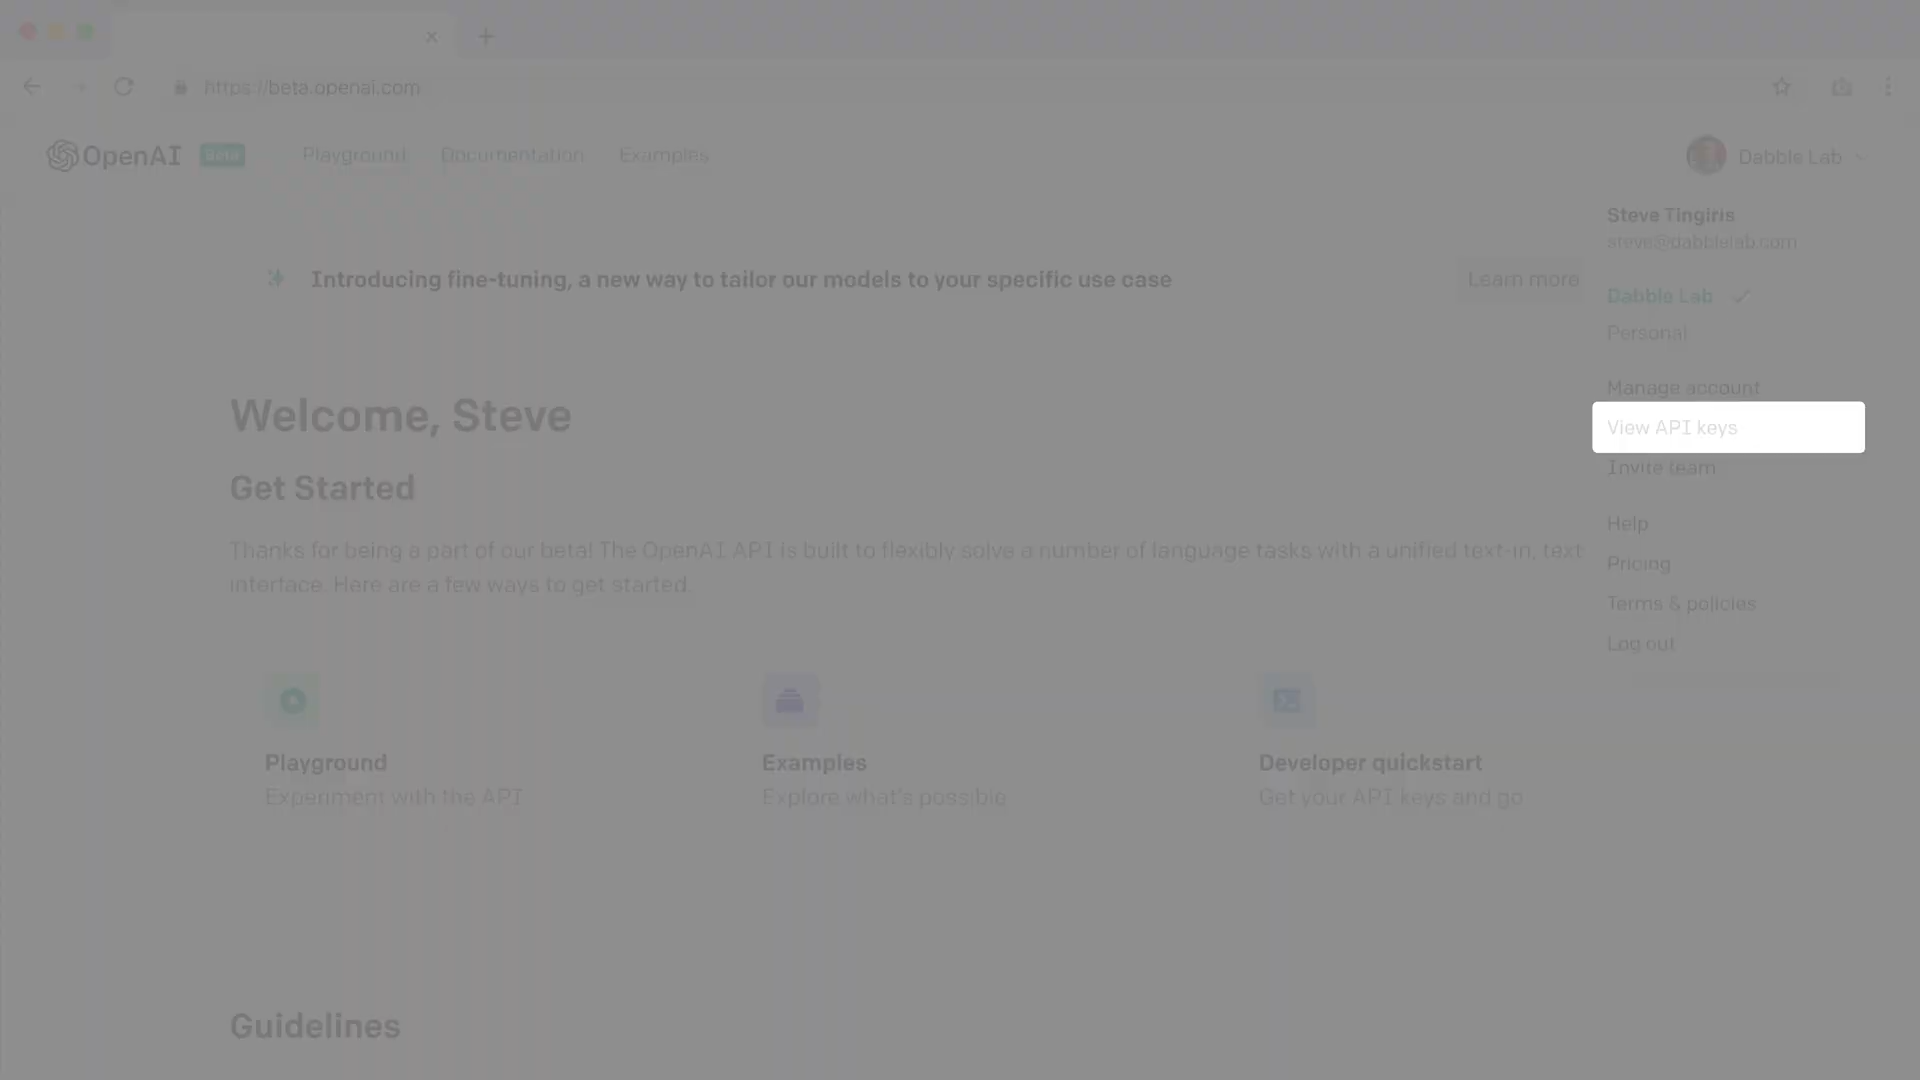 https://beta.openai.com
OpenAI Beta Playground Documentation Examples Dabble Lab
Steve Tingiris
steve@dabblelab.com
Introducing fine-tuning, a new way to tailor our models to your specific use case Learn more
Dabble Lab
Personal
Manage account
View API keys
Invite team
Help
Pricing
Terms & policies
Log out
Welcome, Steve
Get Started
Thanks for being a part of our beta! The OpenAI API is built to flexibly solve a number of language tasks with a unified text-in, text
interface. Here are a few ways to get started.
Playground
Experiment with the API
Examples
Explore what's possible
Developer quickstart
Get your API keys and go
Guidelines